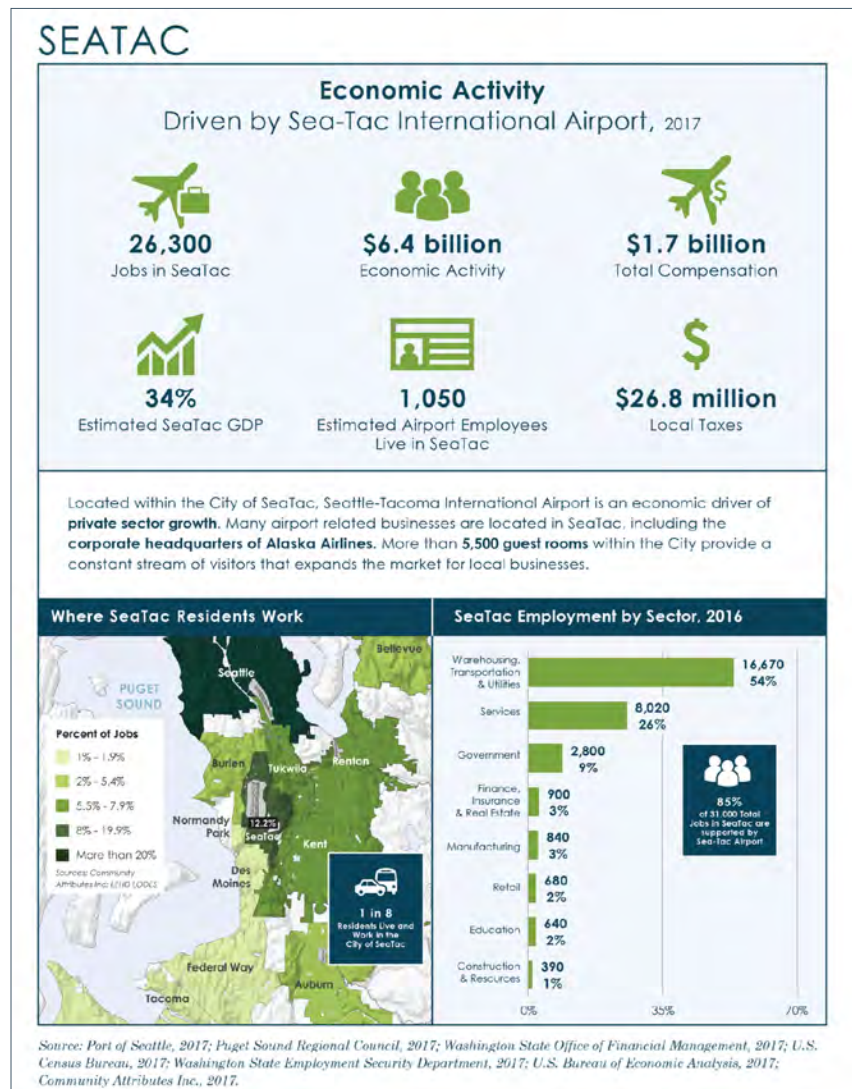 SEATAC
Economic Activity
Driven by Sea-Tac International Airport, 2017
26,300
Jobs in SeaTac
$6.4 billion
Economic Activity
$1.7 billion
Total Compensation
34%
Estimated SeaTac GDP
1,050
Estimated Airport Employees
Live in SeaTac
$26.8 million
Local Taxes
Located within the City of SeaTac, Seattle-Tacoma International Airport is an economic driver of
private sector growth. Many airport related businesses are located in SeaTac, including the
corporate headquarters of Alaska Airlines. More than 5,500 guest rooms within the City provide a
constant stream of visitors that expands the market for local businesses.
Where SeaTac Residents Work
Bellevue
Seattle
PUGET
SOUND
Percent of Jobs
1% - 1.9%
2% - 5.4%
5.5% - 7.9%
8% - 19.9%
More than 20%
Sources: Community
Attributes Inc; LEHD LODES
Burien
Tukwila
Renton
Normandy
Park
12.2%
SeaTac
Kent
Des
Moines
1 in 8
Residents Live and
Work in the
City of SeaTac
Federal Way
Auburn
Tacoma
SeaTac Employment by Sector, 2016
Warehousing,
Transportation
& Utilities
16,670
54%
Services
8,020
26%
Government
2,800
9%
Finance,
Insurance
& Real Estate
900
3%
Manufacturing
840
3%
Retail
680
2%
Education
640
2%
Construction
& Resources
390
1%
0%
35%
70%
85%
of 31,000 Total
Jobs in SeaTac are
supported by
Sea-Tac Airport
Source: Port of Seattle, 2017; Puget Sound Regional Council, 2017; Washington State Office of Financial Management, 2017; U.S.
Census Bureau, 2017; Washington State Employment Security Department, 2017; U.S. Bureau of Economic Analysis, 2017;
Community Attributes Inc., 2017.